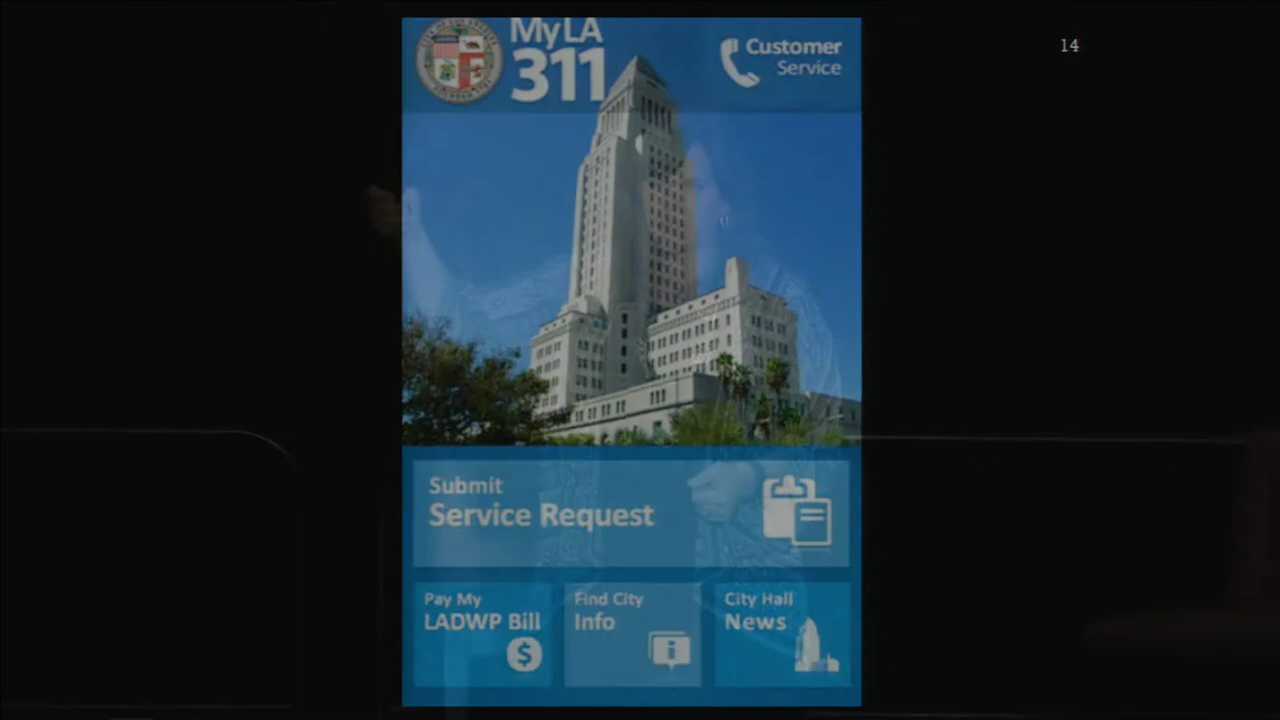 MyLA
311
Customer
Service
14
Submit
Service Request
Pay My
LADWP Bill
$
Find City
Info
i
City Hall
News